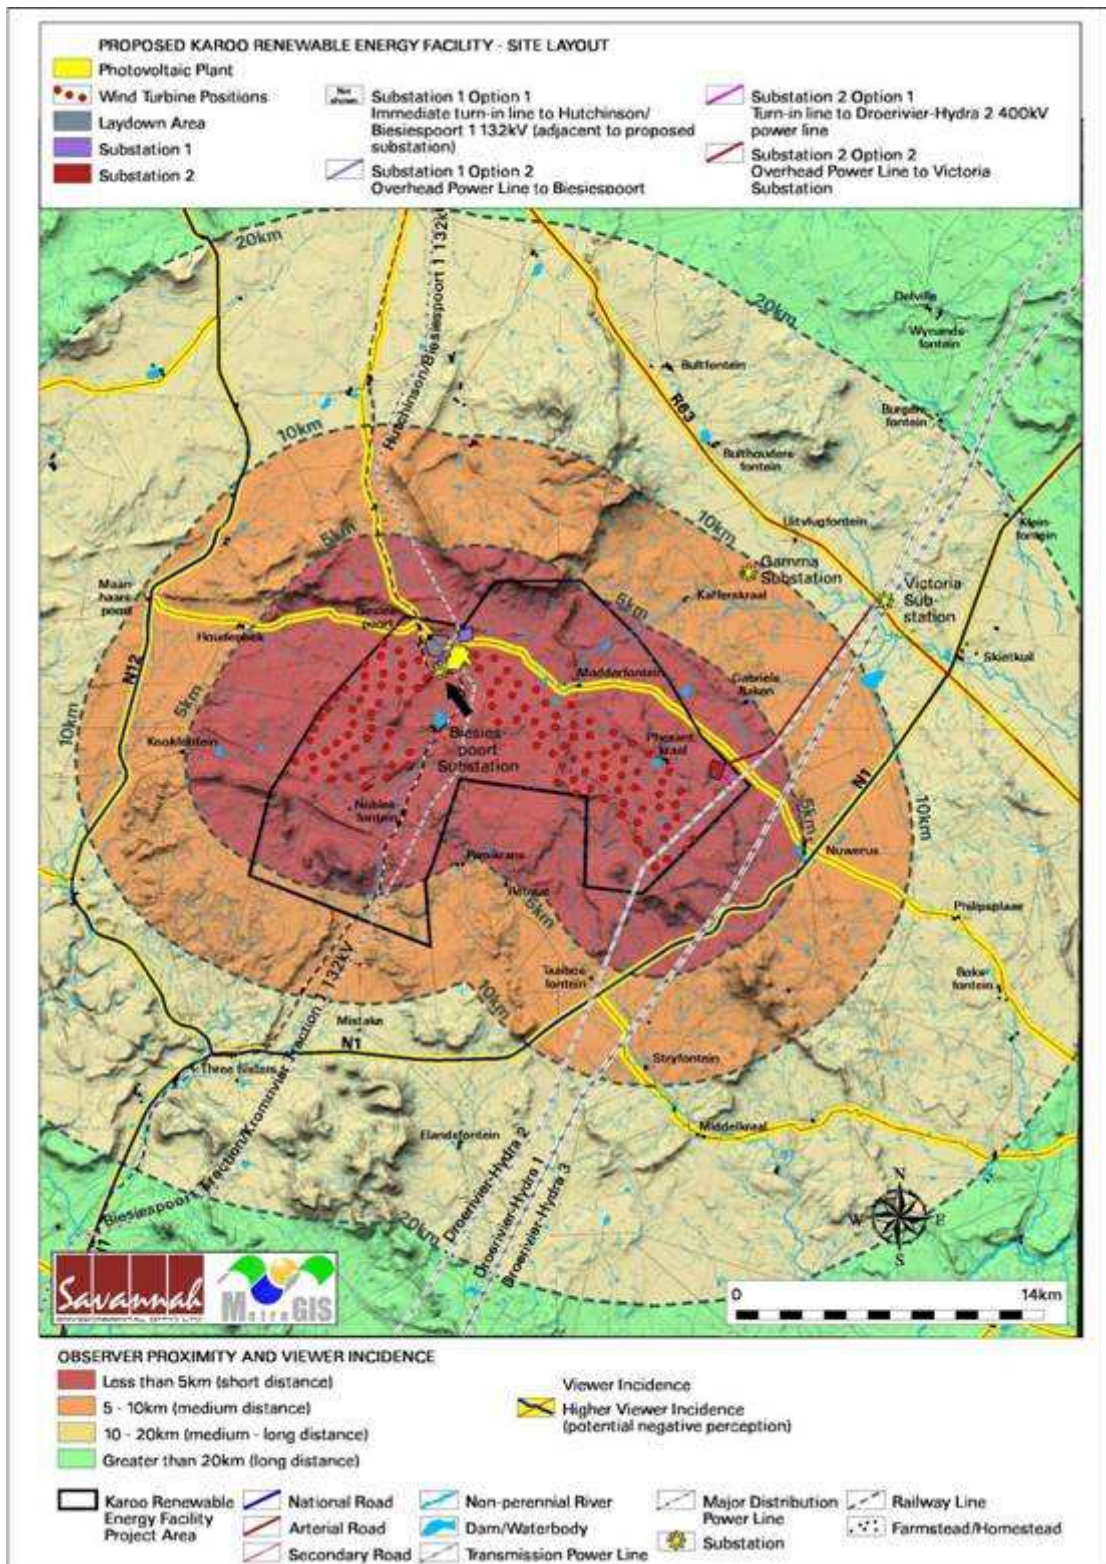 PROPOSED KAROO RENEWABLE ENERGY FACILITY - SITE LAYOUT
Photovoltaic Plant
Wind Turbine Positions
Laydown Area
Substation 1
Substation 2
Not shown
Substation 1 Option 1
Immediate turn-in line to Hutchinson/
Biesiespoort 1 132kV (adjacent to proposed
substation)
Substation 1 Option 2
Overhead Power Line to Biesiespoort
Substation 2 Option 1
Turn-in line to Droerivier-Hydra 2 400kV
power line
Substation 2 Option 2
Overhead Power Line to Victoria
Substation
20km
Hutchinson/Biesiespoort 1 132kV
20km
Delville
Wynands-
fontein
Bultfontein
R63
Burgers-
fontein
10km
Bulthouders-
fontein
10km
Uitvlugfontein
Klein-
fontein
5km
Gamma
Substation
Maan-
haars-
poort
5km
Victoria
Sub-
station
Houdenbek
N12
Skietkuil
Modderfontein
5km
10km
Kookfontein
Biesies-
poort
Substation
Nobles-
fontein
N1
10km
5km
Nuwerus
5km
Philipsplaas
Taaibos-
fontein
10km
Biesiespoort Traction/Kromrivier Traction 1 132kV
Mistake
N1
Three Sisters
Stryfontein
Elandsfontein
Middelkraal
20km
Droerivier-Hydra 2
Droerivier-Hydra 1
Droerivier-Hydra 3
N
W
E
S
Savannah
MetroGIS
0
14km
OBSERVER PROXIMITY AND VIEWER INCIDENCE
Less than 5km (short distance)
5 - 10km (medium distance)
10 - 20km (medium - long distance)
Greater than 20km (long distance)
Viewer Incidence
Higher Viewer Incidence
(potential negative perception)
Karoo Renewable
Energy Facility
Project Area
National Road
Arterial Road
Secondary Road
Non-perennial River
Dam/Waterbody
Transmission Power Line
Major Distribution
Power Line
Substation
Railway Line
Farmstead/Homestead